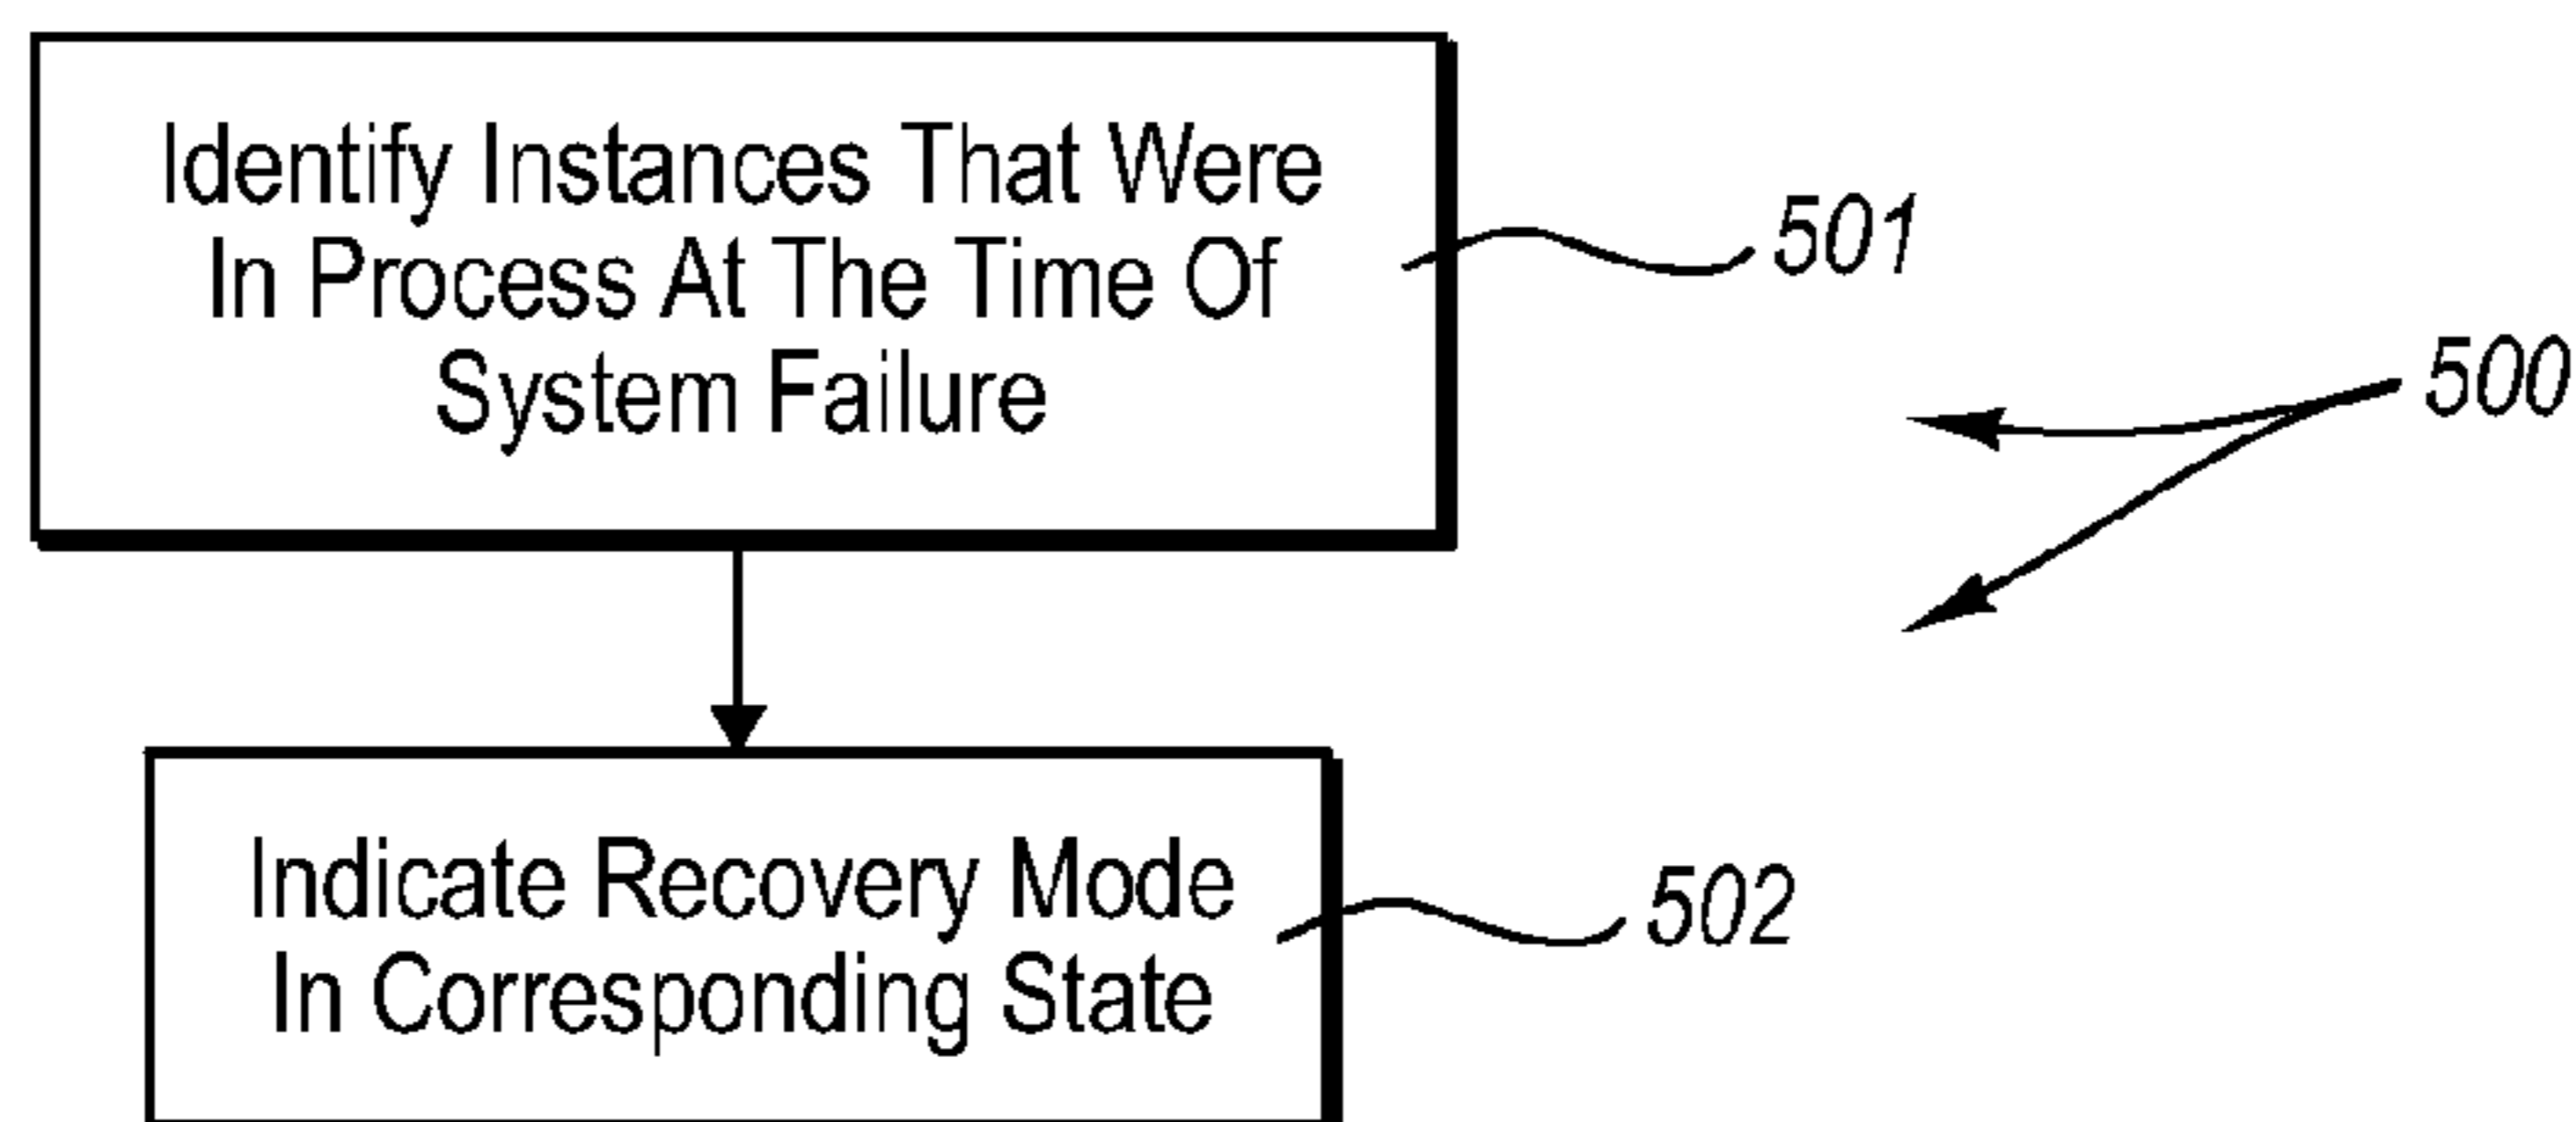 Identify Instances That Were
In Process At The Time Of
System Failure
501
500
Indicate Recovery Mode
In Corresponding State
502